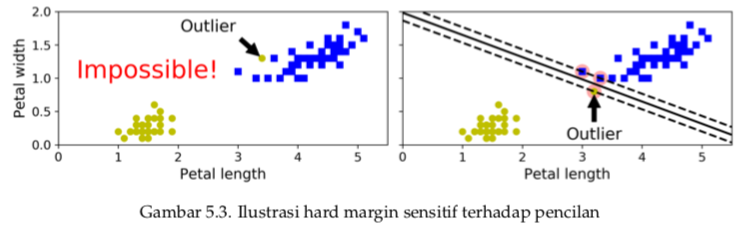 2.0
1.5
1.0
0.5
0.0
Petal width
Outlier
Impossible!
0
1
2
3
4
5
Petal length
Outlier
0
1
2
3
4
5
Petal length
Gambar 5.3. Ilustrasi hard margin sensitif terhadap pencilan